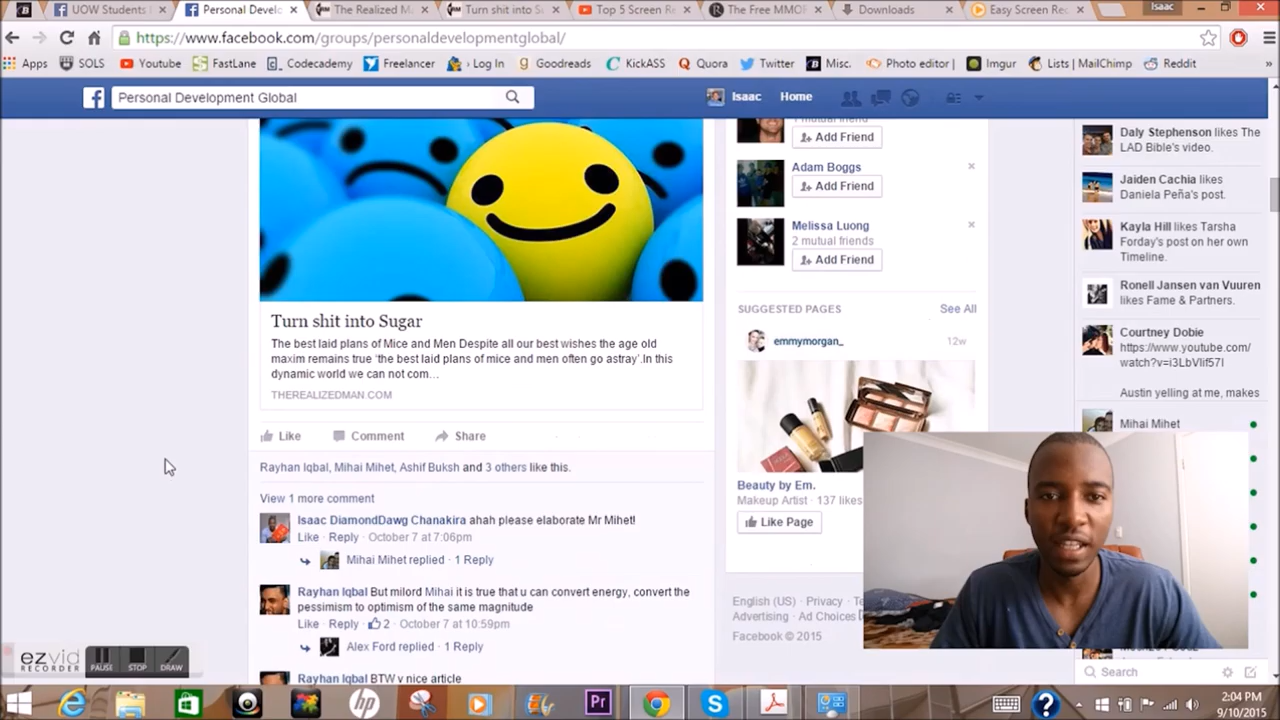 UOW Students
Personal Develo
The Realized M
Turn shit into Su
Top 5 Screen R
The Free MMOR
Downloads
Easy Screen Rec
Isaac
https://www.facebook.com/groups/personaldevelopmentglobal/
Apps
SOLS
Youtube
FastLane
Codecademy
Freelancer
Log In
Goodreads
KickASS
Quora
Twitter
Misc.
Photo editor |
Imgur
Lists | MailChimp
Reddit
Personal Development Global
Isaac
Home
Add Friend
Adam Boggs
Add Friend
Melissa Luong
2 mutual friends
Add Friend
SUGGESTED PAGES
See All
emmymorgan_
12w
Beauty by Em.
Makeup Artist · 137 likes
Like Page
English (US) · Privacy · Te
Advertising · Ad Choices
Facebook © 2015
Turn shit into Sugar
The best laid plans of Mice and Men Despite all our best wishes the age old
maxim remains true 'the best laid plans of mice and men often go astray'.In this
dynamic world we can not com…
THEREALIZEDMAN.COM
Like
Comment
Share
Rayhan Iqbal, Mihai Mihet, Ashif Buksh and 3 others like this.
View 1 more comment
Isaac DiamondDawg Chanakira ahah please elaborate Mr Mihet!
Like · Reply · October 7 at 7:06pm
Mihai Mihet replied · 1 Reply
Rayhan Iqbal But milord Mihai it is true that u can convert energy, convert the
pessimism to optimism of the same magnitude
Like · Reply · 2 · October 7 at 10:59pm
Alex Ford replied · 1 Reply
Rayhan Iqbal BTW v nice article
Daly Stephenson likes The
LAD Bible's video.
Jaiden Cachia likes
Daniela Peña's post.
Kayla Hill likes Tarsha
Forday's post on her own
Timeline.
Ronell Jansen van Vuuren
likes Fame & Partners.
Courtney Dobie
https://www.youtube.com/
watch?v=i3LbVlif57I
Austin yelling at me, makes
Mihai Mihet
Search
ezvid
RECORDER
PAUSE
STOP
DRAW
hp
Pr
2:04 PM
9/10/2015